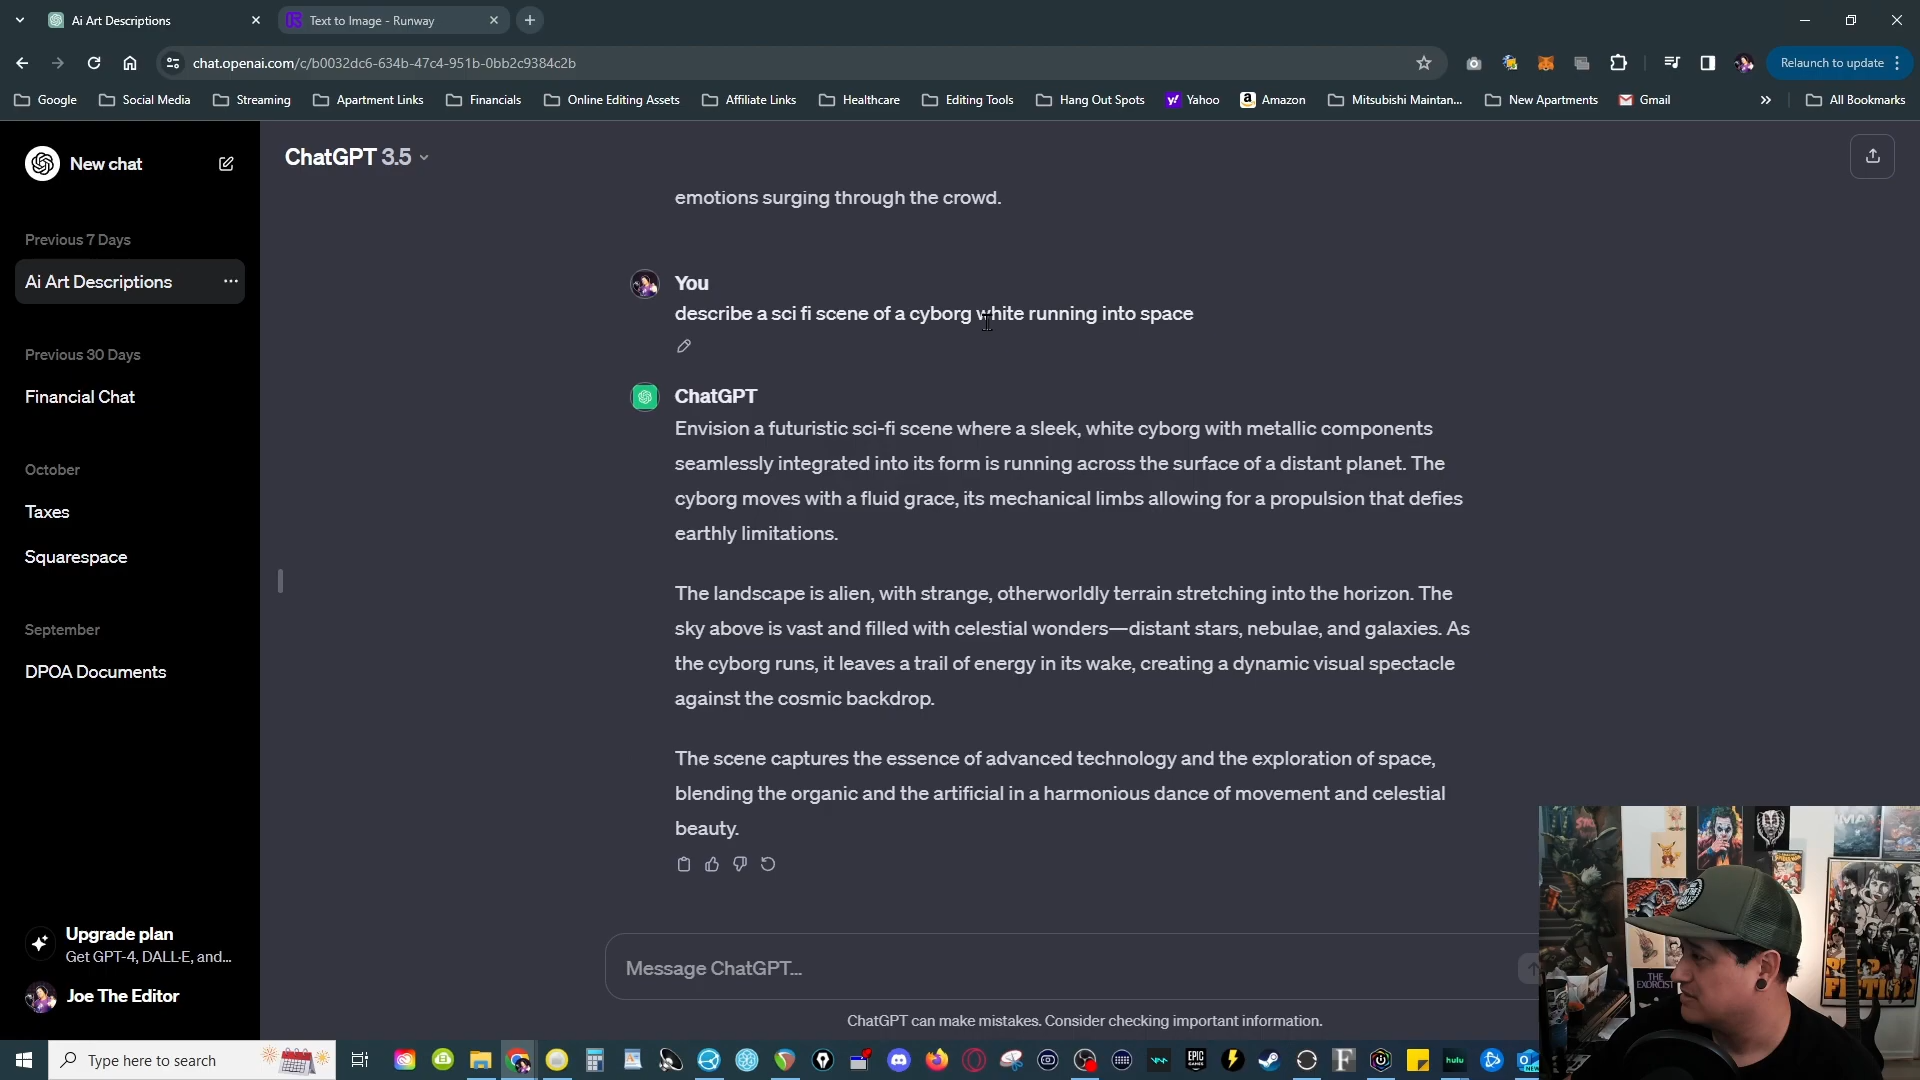 Ai Art Descriptions
Text to Image - Runway
chat.openai.com/c/b0032dc6-634b-47c4-951b-0bb2c9384c2b
Relaunch to update
Google
Social Media
Streaming
Apartment Links
Financials
Online Editing Assets
Affiliate Links
Healthcare
Editing Tools
Hang Out Spots
Yahoo
Amazon
Mitsubishi Maintan...
New Apartments
Gmail
All Bookmarks
New chat
ChatGPT 3.5
Previous 7 Days
Ai Art Descriptions
Previous 30 Days
Financial Chat
October
Taxes
Squarespace
September
DPOA Documents
Upgrade plan
Get GPT-4, DALL·E, and...
Joe The Editor
emotions surging through the crowd.
You
describe a sci fi scene of a cyborg white running into space
ChatGPT
Envision a futuristic sci-fi scene where a sleek, white cyborg with metallic components
seamlessly integrated into its form is running across the surface of a distant planet. The
cyborg moves with a fluid grace, its mechanical limbs allowing for a propulsion that defies
earthly limitations.
The landscape is alien, with strange, otherworldly terrain stretching into the horizon. The
sky above is vast and filled with celestial wonders—distant stars, nebulae, and galaxies. As
the cyborg runs, it leaves a trail of energy in its wake, creating a dynamic visual spectacle
against the cosmic backdrop.
The scene captures the essence of advanced technology and the exploration of space,
blending the organic and the artificial in a harmonious dance of movement and celestial
beauty.
Message ChatGPT...
ChatGPT can make mistakes. Consider checking important information.
THE
EXORCIST
Type here to search
EPIC
GAMES
hulu
NEW